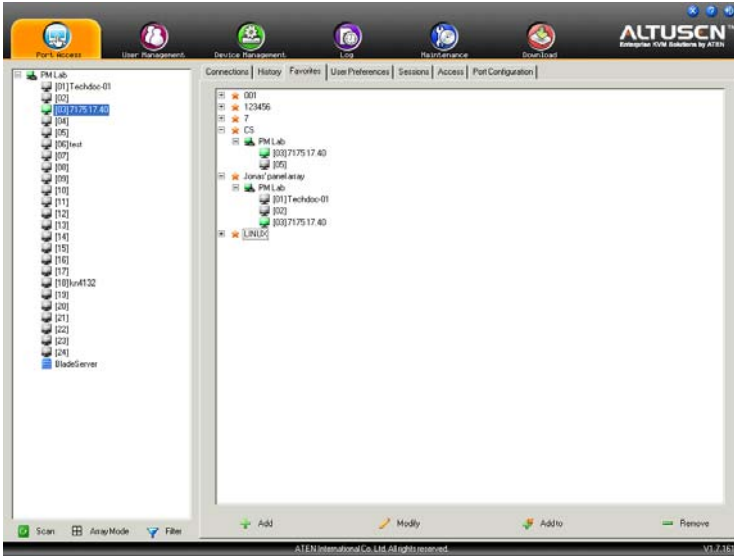 Port Access
User Management
Device Management
Log
Maintenance
Download
ALTUSCN™
Enterprise KVM Solutions by ATEN
PM Lab
[01]Techdoc-01
[02]
[03]7175 17.40
[04]
[05]
[06]test
[07]
[08]
[09]
[10]
[11]
[12]
[13]
[14]
[15]
[16]
[17]
[18]kn4132
[19]
[20]
[21]
[22]
[23]
[24]
BladeServer
Scan
Array Mode
Filter
Connections
History
Favorites
User Preferences
Sessions
Access
Port Configuration
001
123456
7
CS
PM Lab
[03]7175 17.40
[05]
Jonas' panel array
PM Lab
[01]Techdoc-01
[02]
[03]7175 17.40
LINUX
Add
Modify
Add to
Remove
ATEN International Co. Ltd. All rights reserved.
V1.7.161